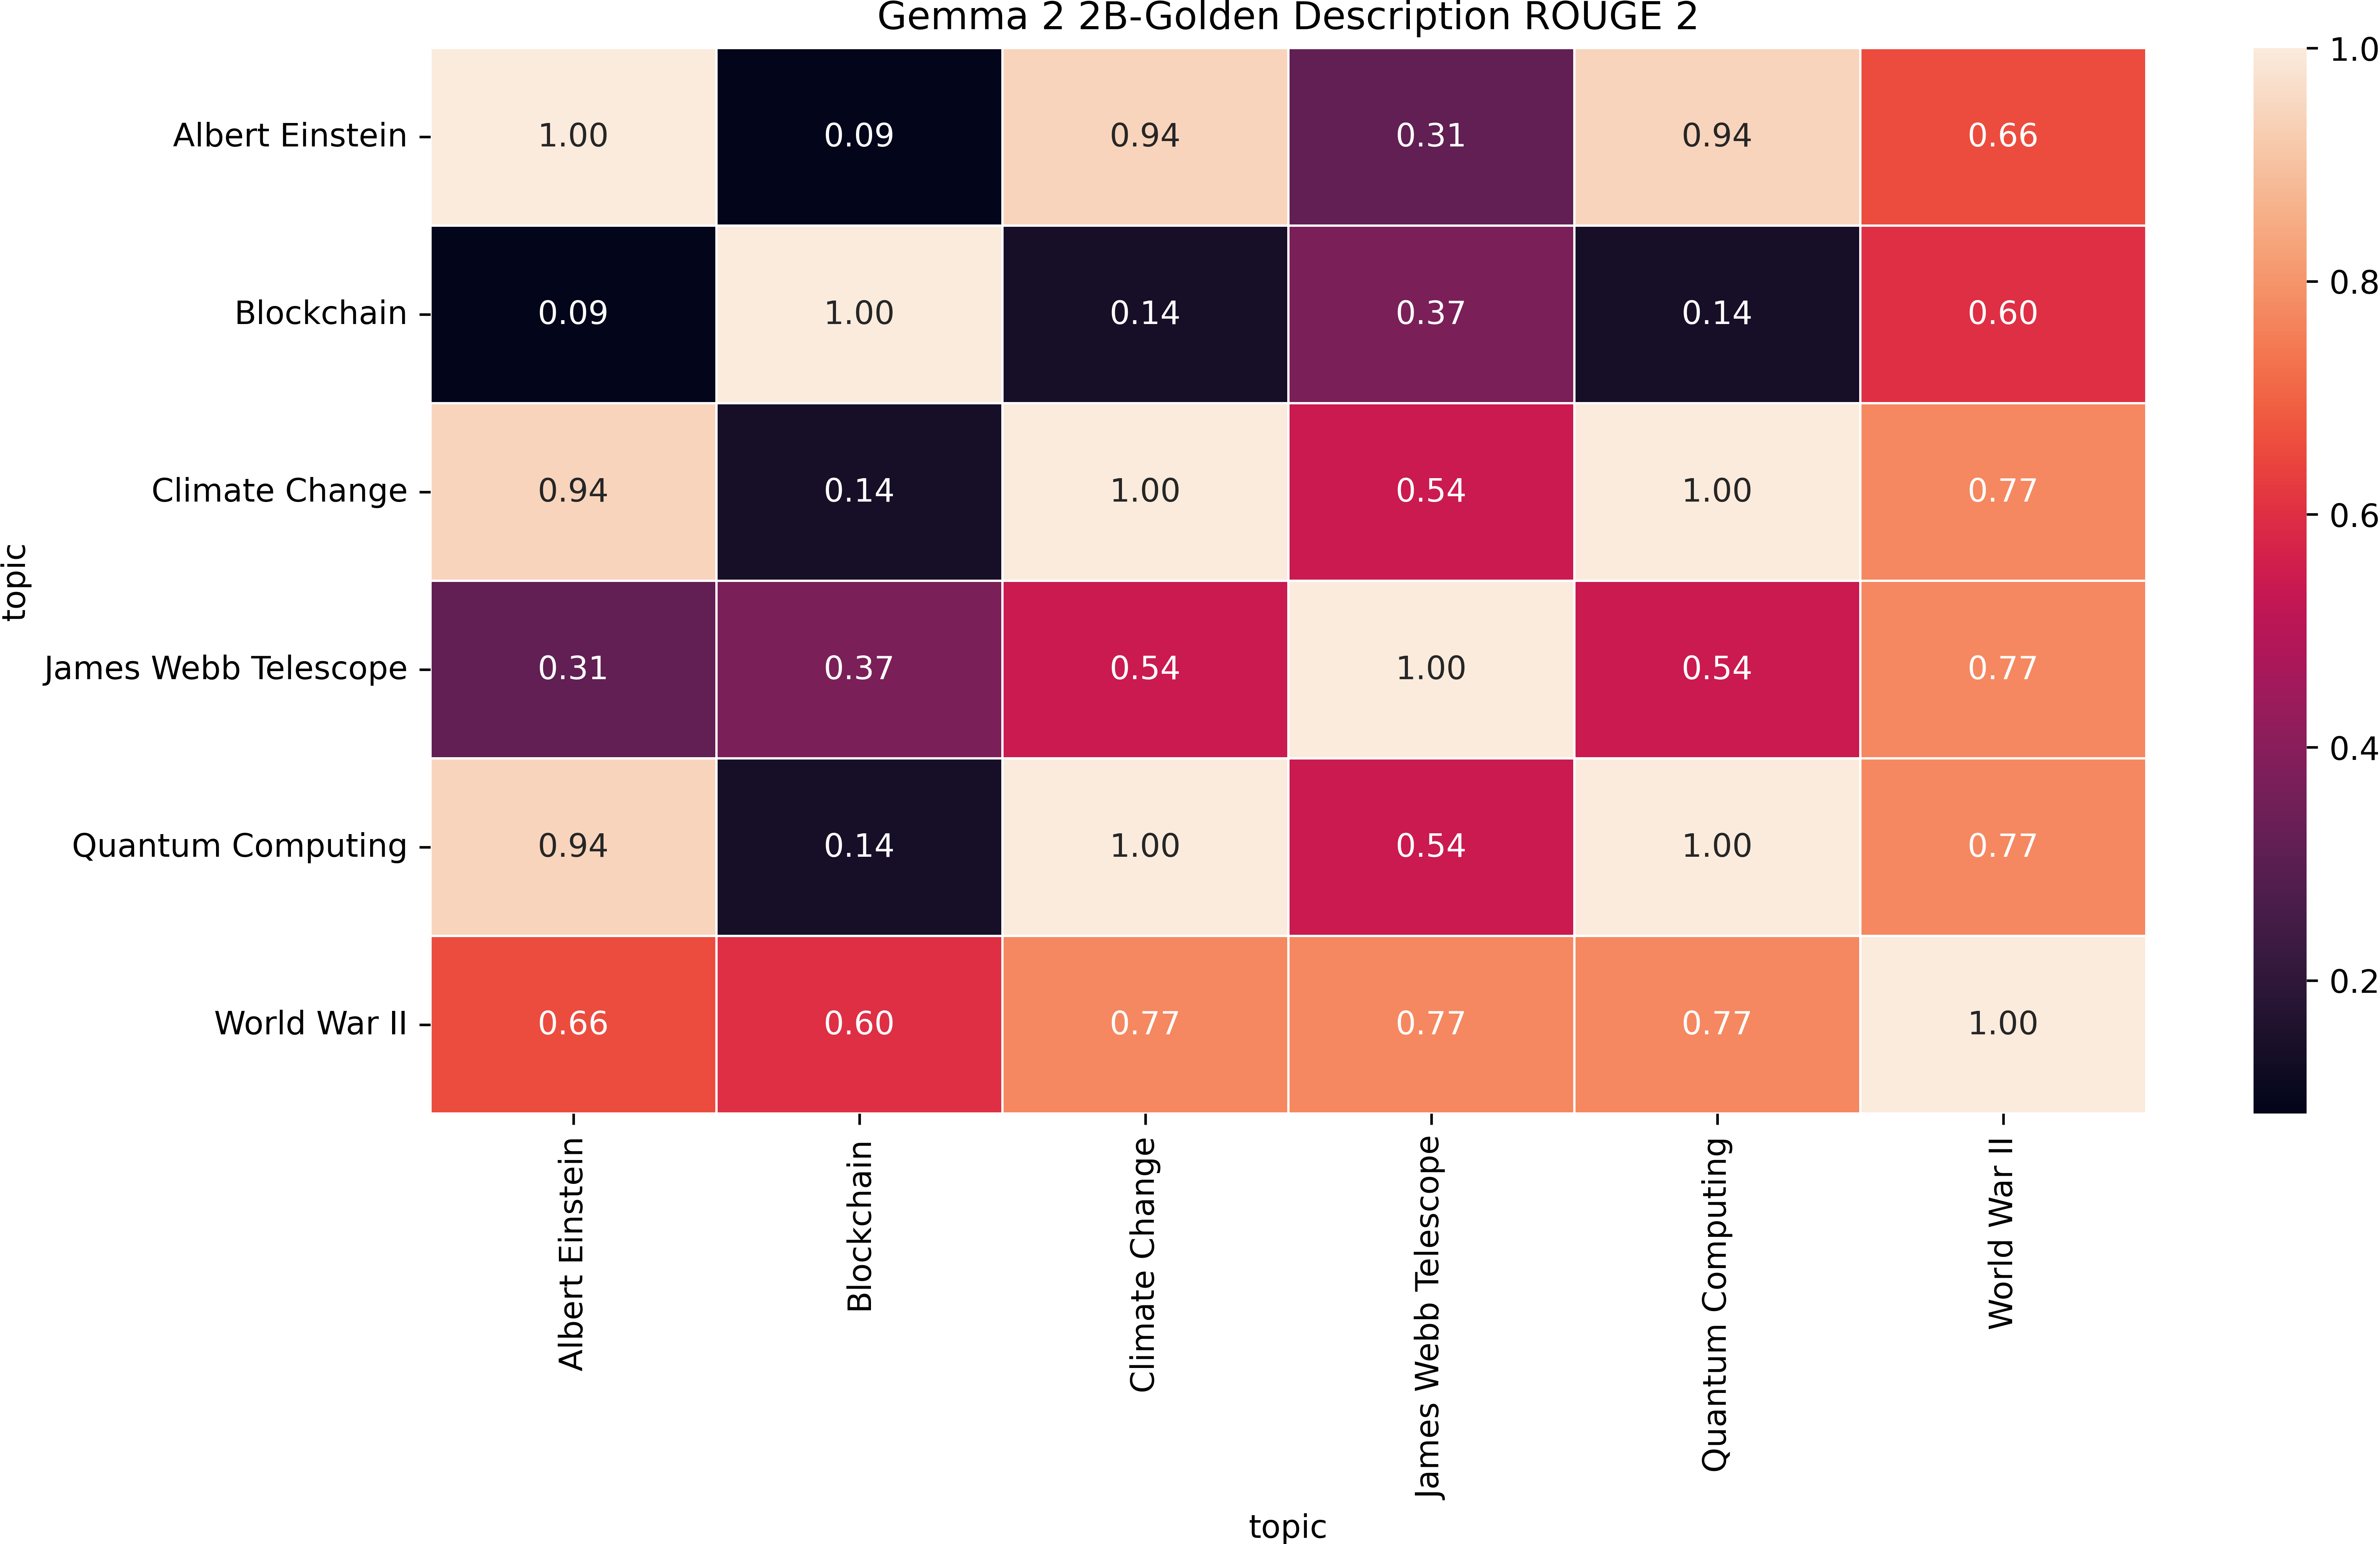 Gemma 2 2B-Golden Description ROUGE 2
Albert Einstein 1.00 0.09 0.94 0.31 0.94 0.66
Blockchain 0.09 1.00 0.14 0.37 0.14 0.60
Climate Change 0.94 0.14 1.00 0.54 1.00 0.77
James Webb Telescope 0.31 0.37 0.54 1.00 0.54 0.77
Quantum Computing 0.94 0.14 1.00 0.54 1.00 0.77
World War II 0.66 0.60 0.77 0.77 0.77 1.00
topic
Albert Einstein
Blockchain
Climate Change
James Webb Telescope
Quantum Computing
World War II
topic
1.0
0.8
0.6
0.4
0.2